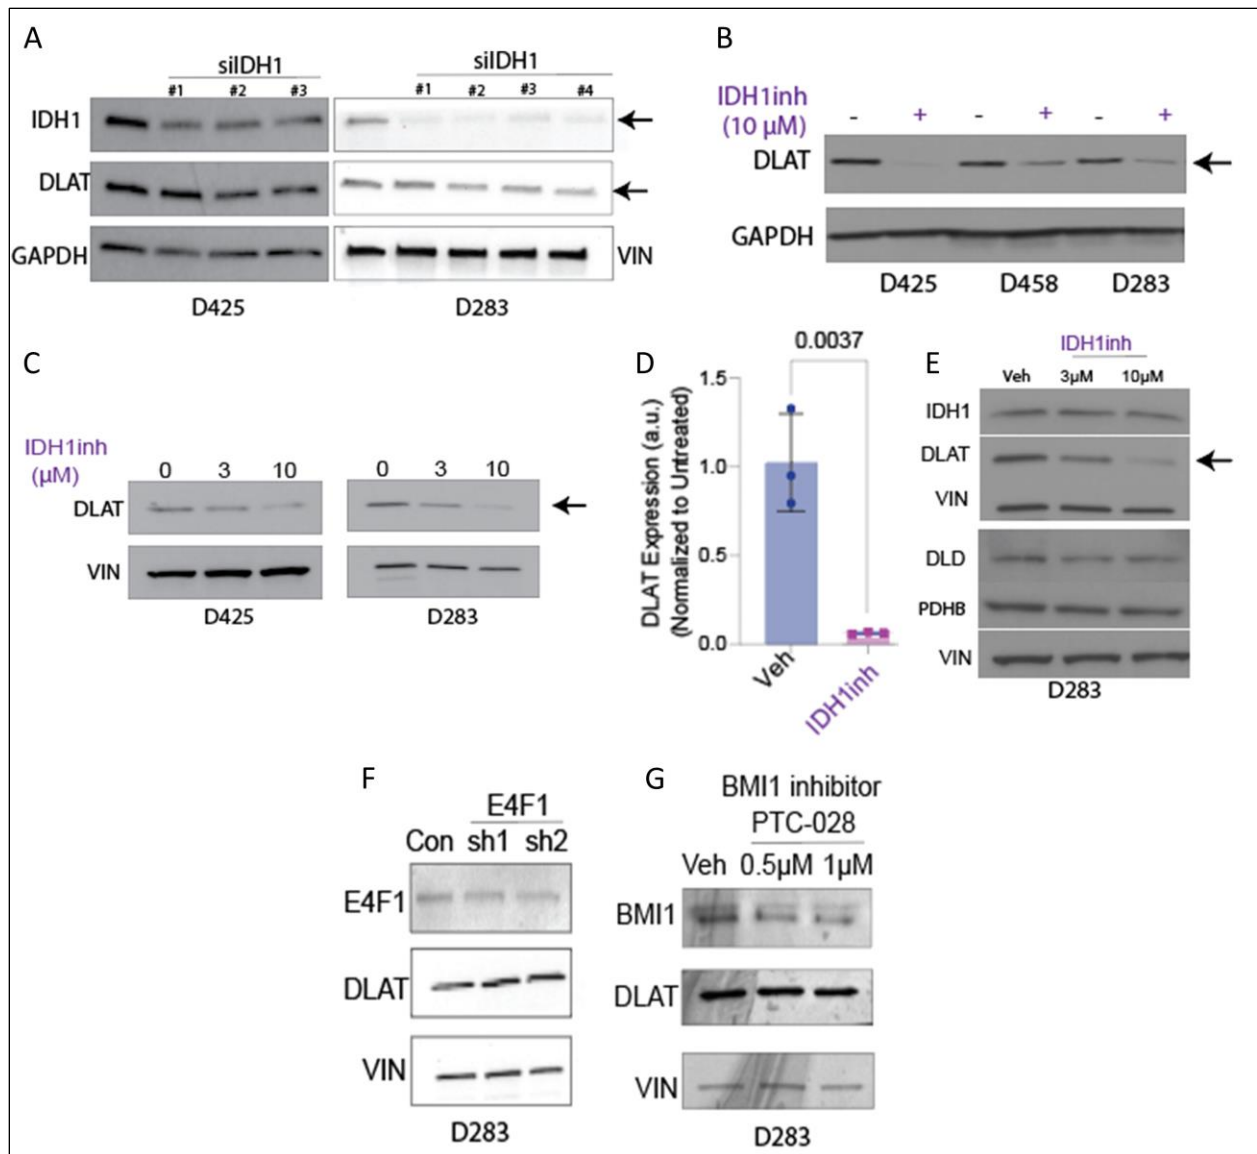 A
siIDH1
siIDH1
#1 #2 #3
#1 #2 #3 #4
IDH1
DLAT
GAPDH
VIN
D425
D283
B
IDH1inh
(10 µM)
- + - + - +
DLAT
GAPDH
D425 D458 D283
C
IDH1inh
(µM)
0 3 10
0 3 10
DLAT
VIN
D425
D283
D
0.0037
DLAT Expression (a.u.)
(Normalized to Untreated)
1.5
1.0
0.5
0.0
Veh
IDH1inh
E
IDH1inh
Veh 3µM 10µM
IDH1
DLAT
VIN
DLD
PDHB
VIN
D283
F
E4F1
Con sh1 sh2
E4F1
DLAT
VIN
D283
G
BMI1 inhibitor
PTC-028
Veh 0.5µM 1µM
BMI1
DLAT
VIN
D283